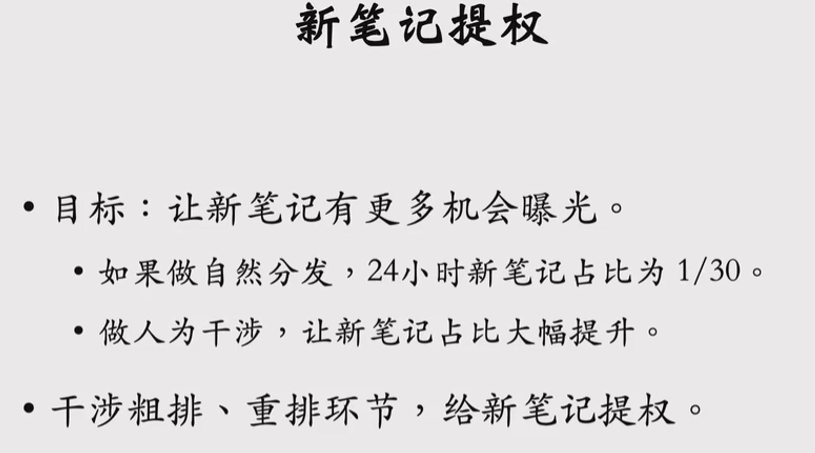 新笔记提权
• 目标：让新笔记有更多机会曝光。
• 如果做自然分发，24小时新笔记占比为 1/30。
• 做人为干涉，让新笔记占比大幅提升。
• 干涉粗排、重排环节，给新笔记提权。